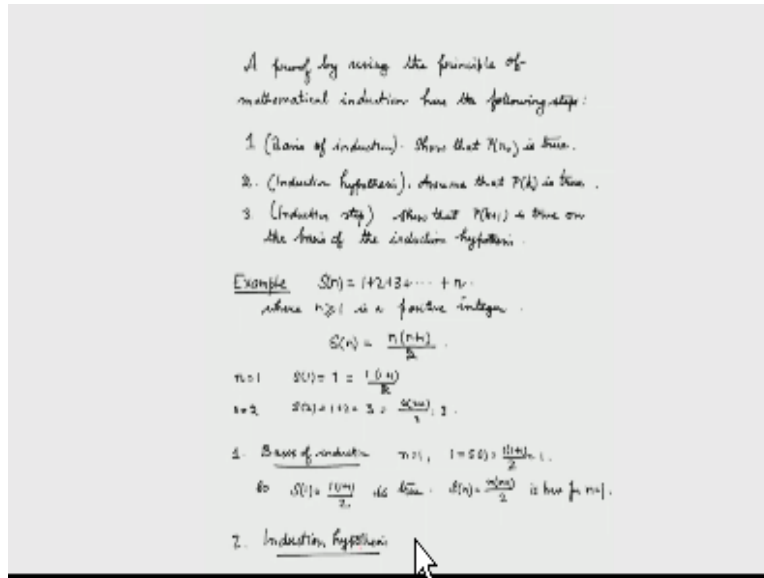 A proof by using the principle of
mathematical induction has the following steps:
1. (Basis of induction). Show that P(n₀) is true.
2. (Induction hypothesis). Assume that P(k) is true.
3. (Induction step) Show that P(k+1) is true on
the basis of the induction hypothesis.
Example S(n) = 1+2+3+ ⋯ + n
where n ≥ 1 is a positive integer.
S(n) = n(n+1)/2.
n=1 S(1) = 1 = 1(1+1)/2
n=2 S(2) = 1+2 = 3 = 2(2+1)/2 = 3.
1. Basis of induction n=1, 1 = S(1) = 1(1+1)/2 = 1.
So S(1) = 1(1+1)/2 is true. S(n) = n(n+1)/2 is true for n=1.
2. Induction hypothesis